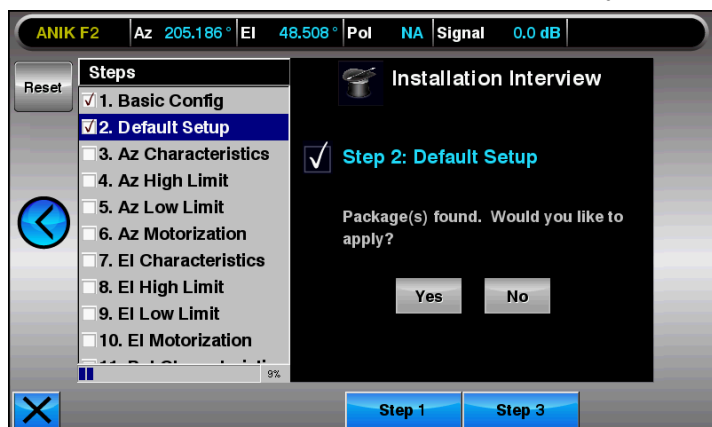 ANIK F2 Az 205.186° El 48.508° Pol NA Signal 0.0 dB
Reset
Steps
1. Basic Config
2. Default Setup
3. Az Characteristics
4. Az High Limit
5. Az Low Limit
6. Az Motorization
7. El Characteristics
8. El High Limit
9. El Low Limit
10. El Motorization
9%
Installation Interview
Step 2: Default Setup
Package(s) found. Would you like to
apply?
Yes No
Step 1 Step 3